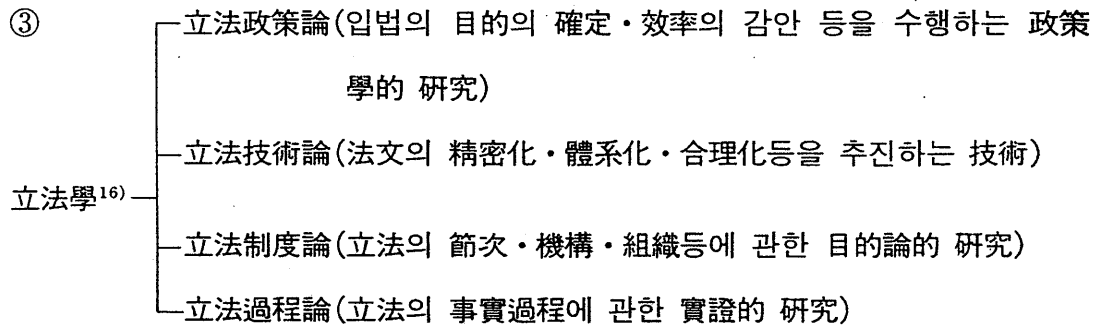 ③
立法政策論(입법의 目的의 確定・效率의 감안 등을 수행하는 政策
學的 硏究)
立法技術論(法文의 精密化・體系化・合理化등을 추진하는 技術)
立法學16)
立法制度論(立法의 節次・機構・組織등에 관한 目的論的 硏究)
立法過程論(立法의 事實過程에 관한 實證的 硏究)